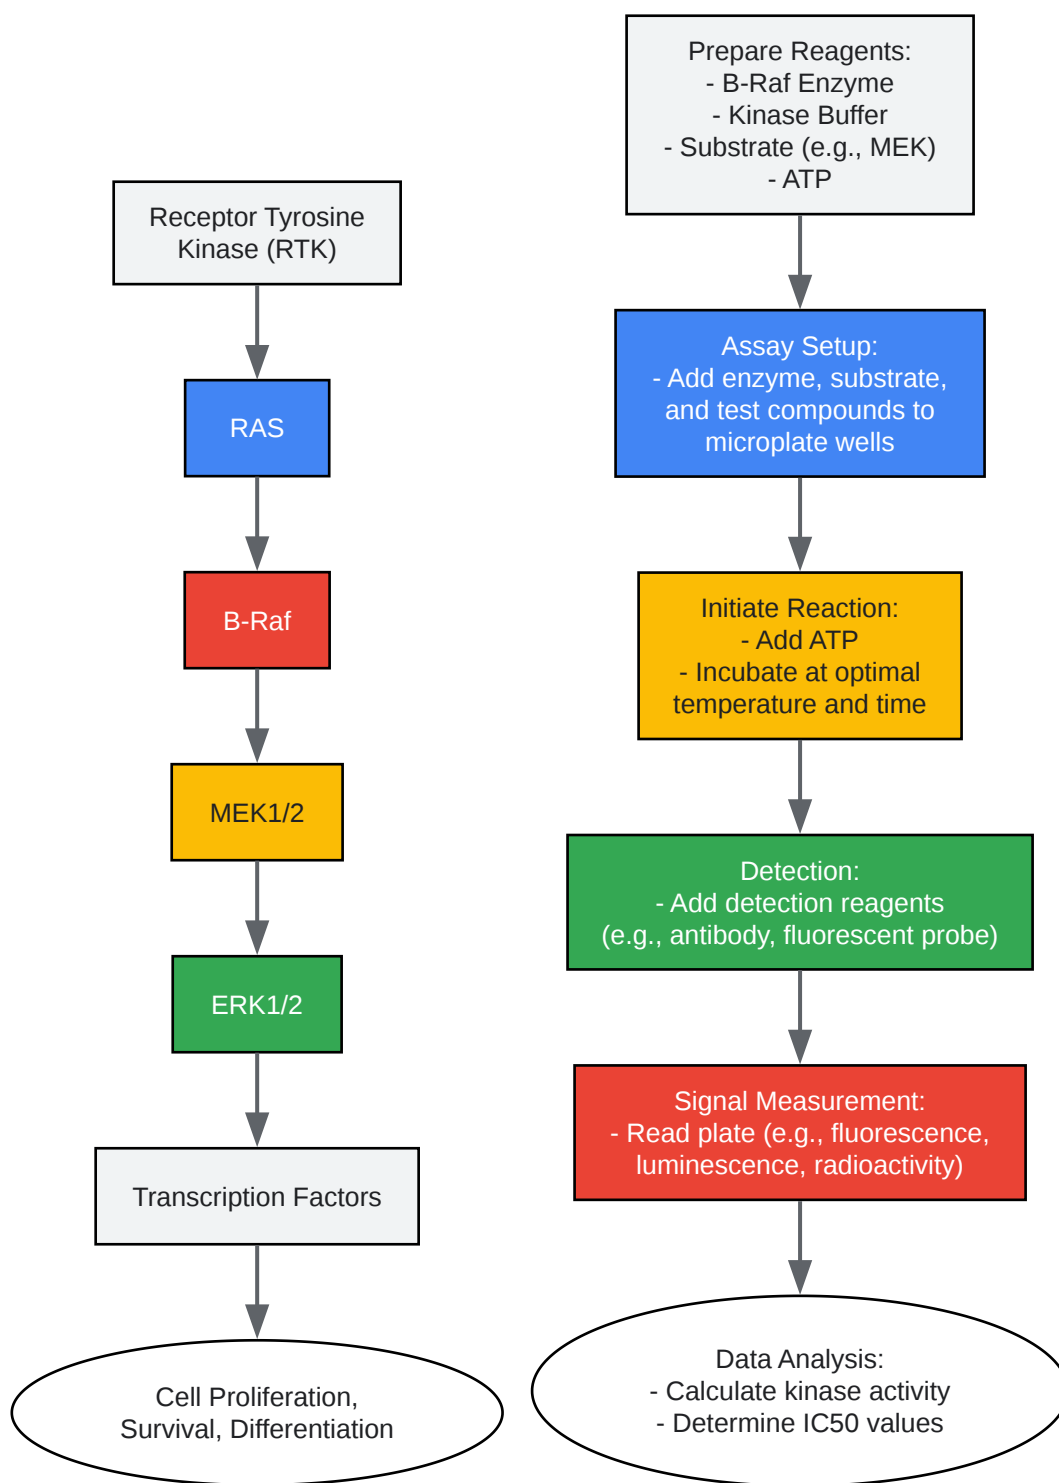 Receptor Tyrosine
Kinase (RTK)
RAS
B-Raf
MEK1/2
ERK1/2
Transcription Factors
Cell Proliferation,
Survival, Differentiation
Prepare Reagents:
- B-Raf Enzyme
- Kinase Buffer
- Substrate (e.g., MEK)
- ATP
Assay Setup:
- Add enzyme, substrate,
and test compounds to
microplate wells
Initiate Reaction:
- Add ATP
- Incubate at optimal
temperature and time
Detection:
- Add detection reagents
(e.g., antibody, fluorescent probe)
Signal Measurement:
- Read plate (e.g., fluorescence,
luminescence, radioactivity)
Data Analysis:
- Calculate kinase activity
- Determine IC50 values